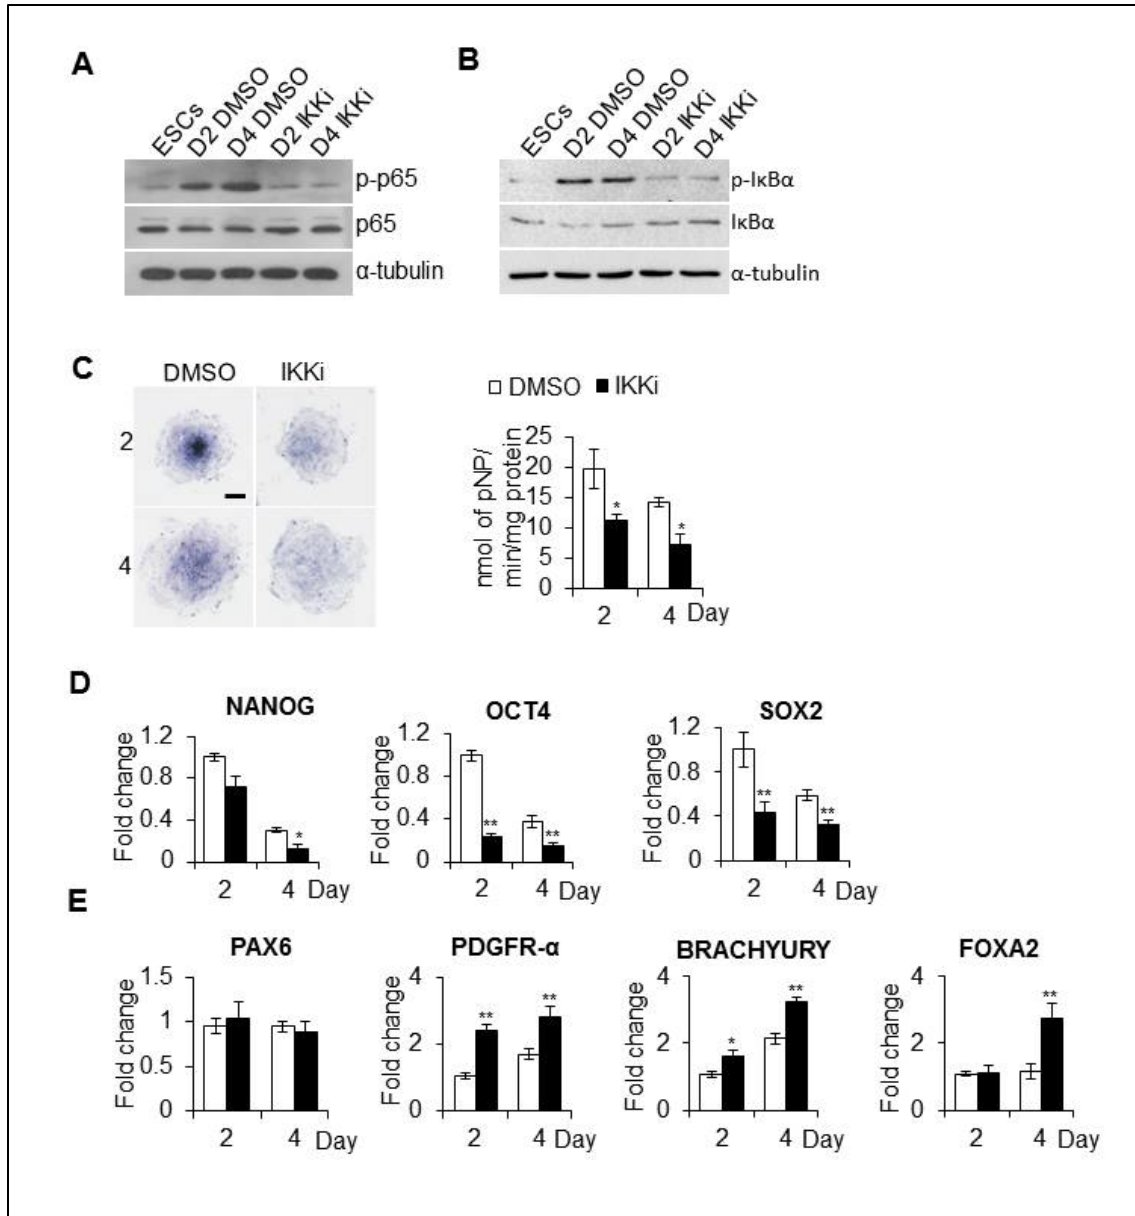 A
ESCs
D2 DMSO
D4 DMSO
D2 IKKi
D4 IKKi
p-p65
p65
α-tubulin
B
ESCs
D2 DMSO
D4 DMSO
D2 IKKi
D4 IKKi
p-IκBα
IκBα
α-tubulin
C
DMSO IKKi
2
4
DMSO IKKi
nmol of pNP/
min/mg protein
25
20
15
10
5
0
* *
2 4 Day
D
NANOG
Fold change
1.2
0.8
0.4
0
*
2 4 Day
OCT4
Fold change
1.2
0.8
0.4
0
** **
2 4 Day
SOX2
Fold change
1.2
0.8
0.4
0
** **
2 4 Day
E
PAX6
Fold change
1.5
1
0.5
0
2 4 Day
PDGFR-α
Fold change
4
2
0
** **
2 4 Day
BRACHYURY
Fold change
4
2
0
* **
2 4 Day
FOXA2
Fold change
4
2
0
**
2 4 Day